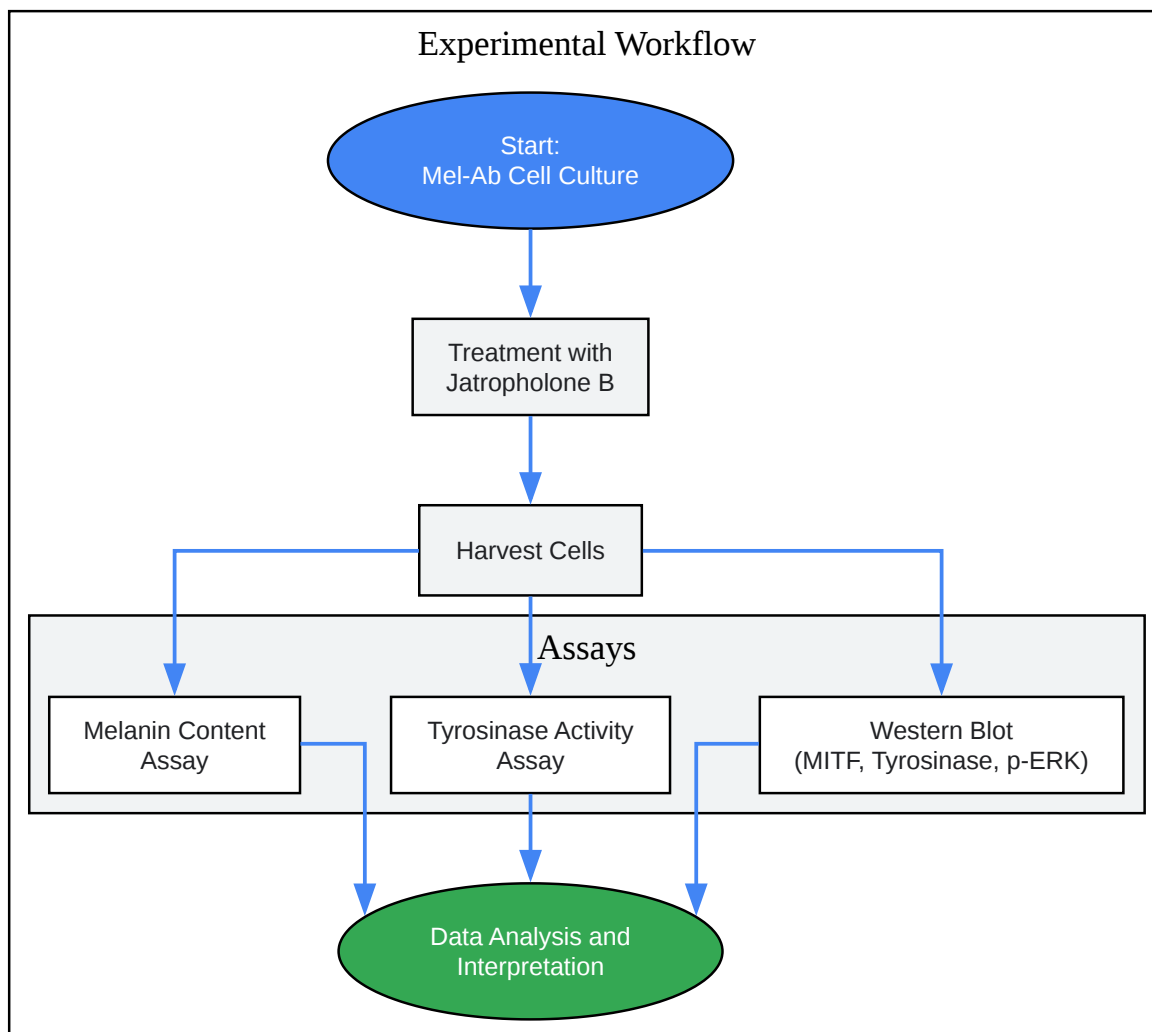 Experimental Workflow
Start:
Mel-Ab Cell Culture
Treatment with
Jatropholone B
Harvest Cells
Assays
Melanin Content
Assay
Tyrosinase Activity
Assay
Western Blot
(MITF, Tyrosinase, p-ERK)
Data Analysis and
Interpretation